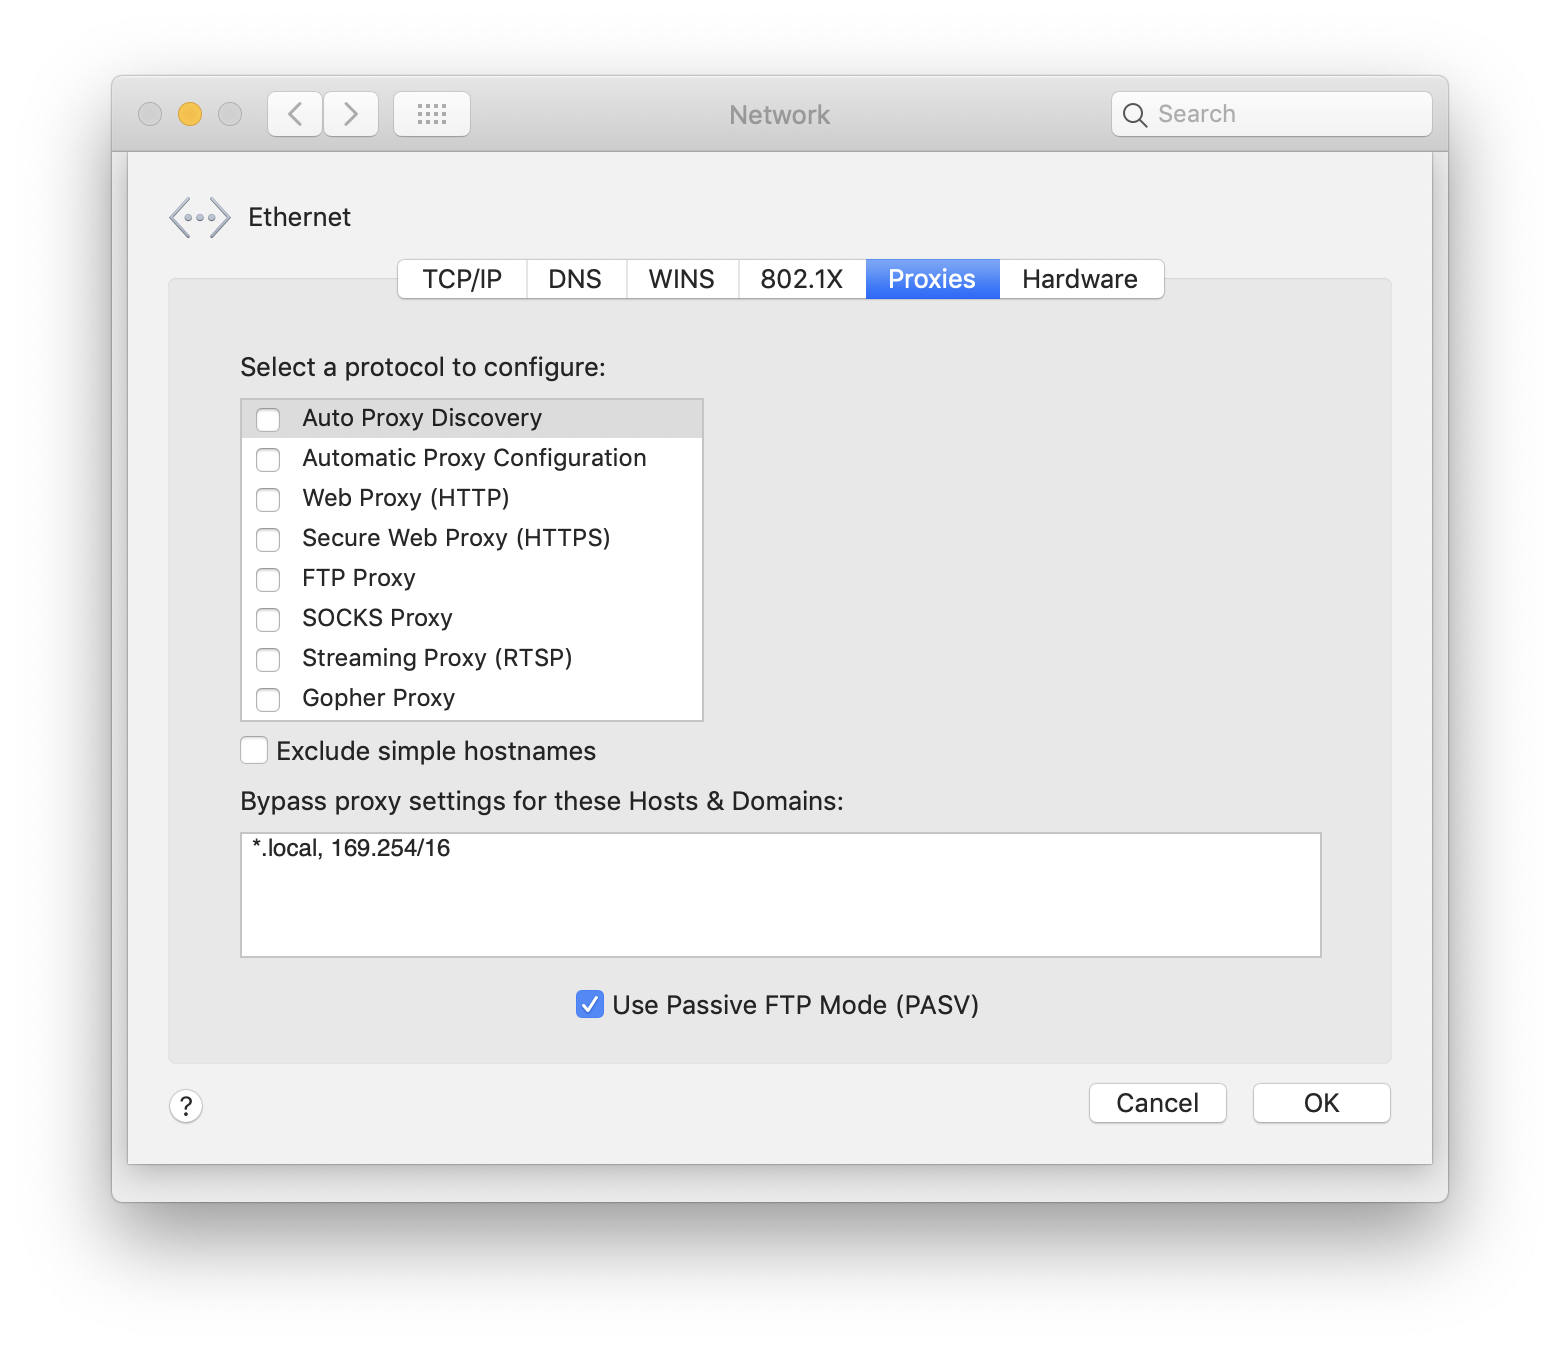 Network
Search
Ethernet
TCP/IP DNS WINS 802.1X Proxies Hardware
Select a protocol to configure:
Auto Proxy Discovery
Automatic Proxy Configuration
Web Proxy (HTTP)
Secure Web Proxy (HTTPS)
FTP Proxy
SOCKS Proxy
Streaming Proxy (RTSP)
Gopher Proxy
Exclude simple hostnames
Bypass proxy settings for these Hosts & Domains:
*.local, 169.254/16
Use Passive FTP Mode (PASV)
? Cancel OK